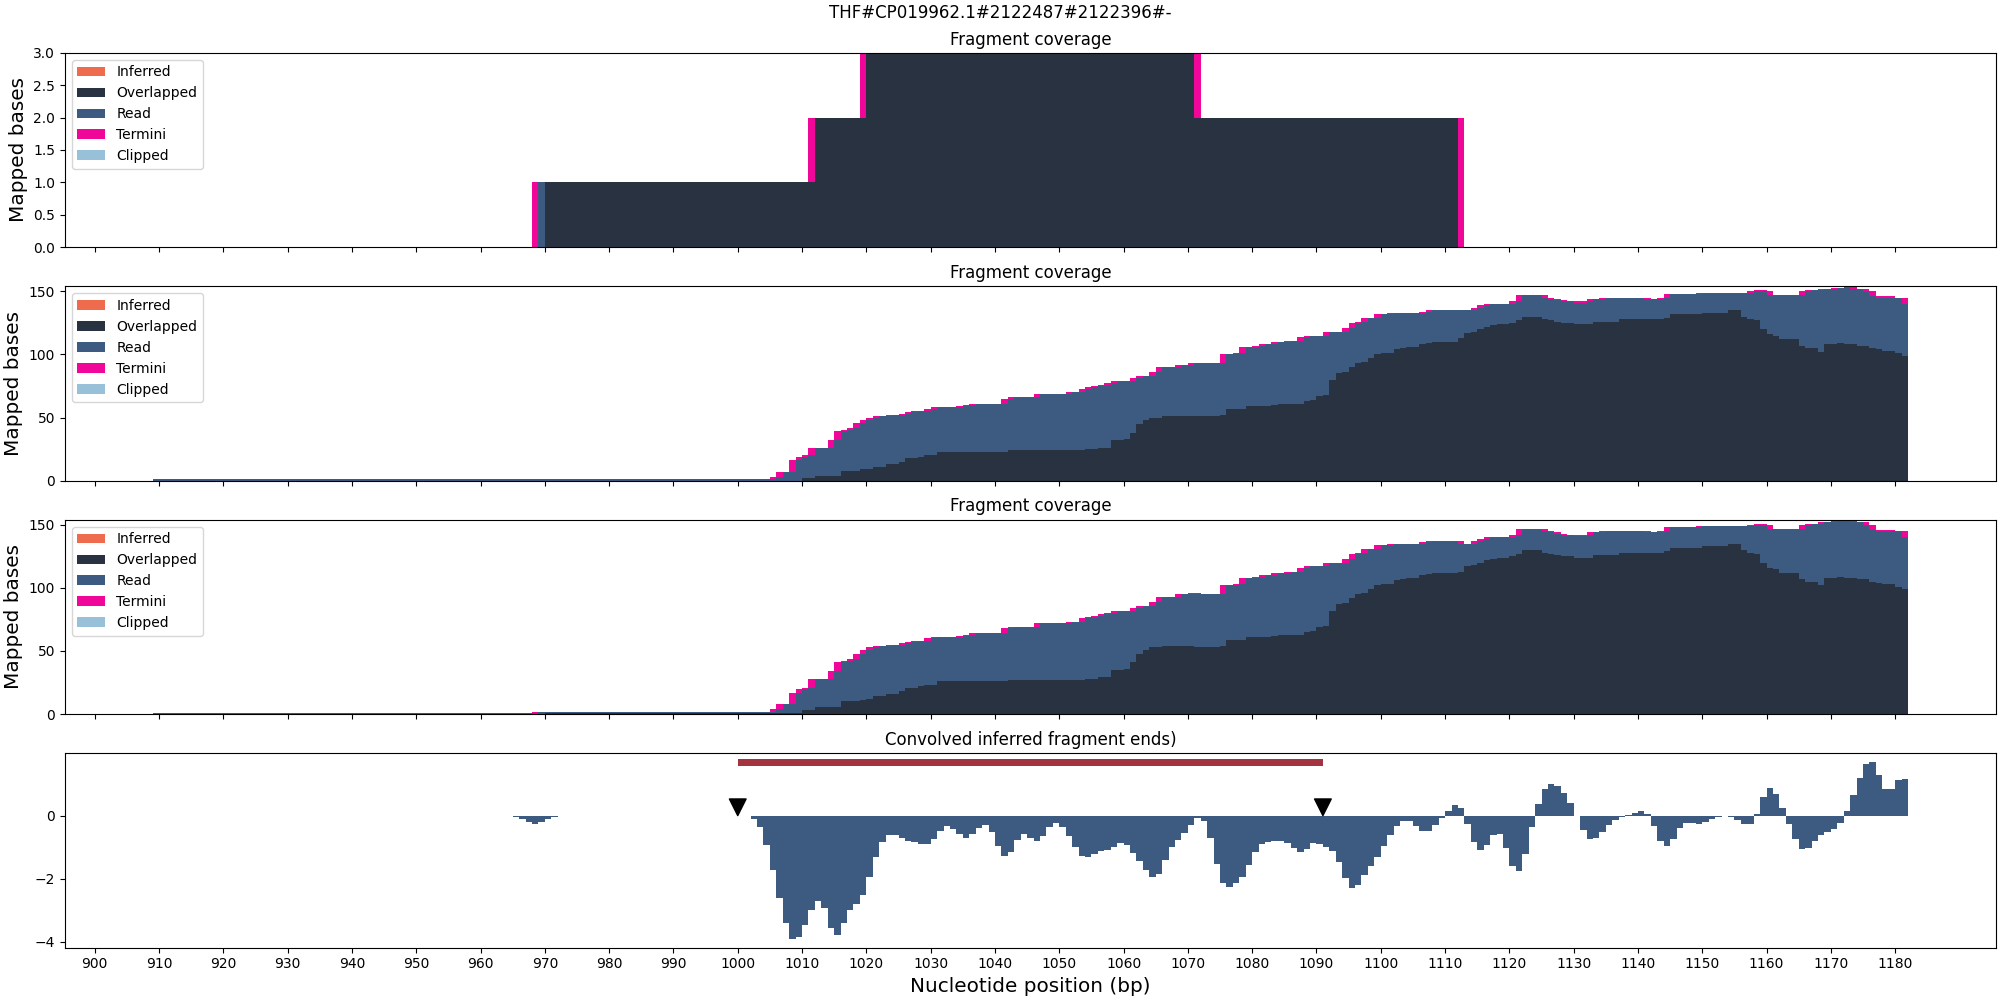 THF#CP019962.1#2122487#2122396#-
Fragment coverage
Mapped bases
3.0
2.5
2.0
1.5
1.0
0.5
0.0
Inferred
Overlapped
Read
Termini
Clipped
Fragment coverage
Mapped bases
150
100
50
0
Inferred
Overlapped
Read
Termini
Clipped
Fragment coverage
Mapped bases
150
100
50
0
Inferred
Overlapped
Read
Termini
Clipped
Convolved inferred fragment ends)
0
−2
−4
900 910 920 930 940 950 960 970 980 990 1000 1010 1020 1030 1040 1050 1060 1070 1080 1090 1100 1110 1120 1130 1140 1150 1160 1170 1180
Nucleotide position (bp)